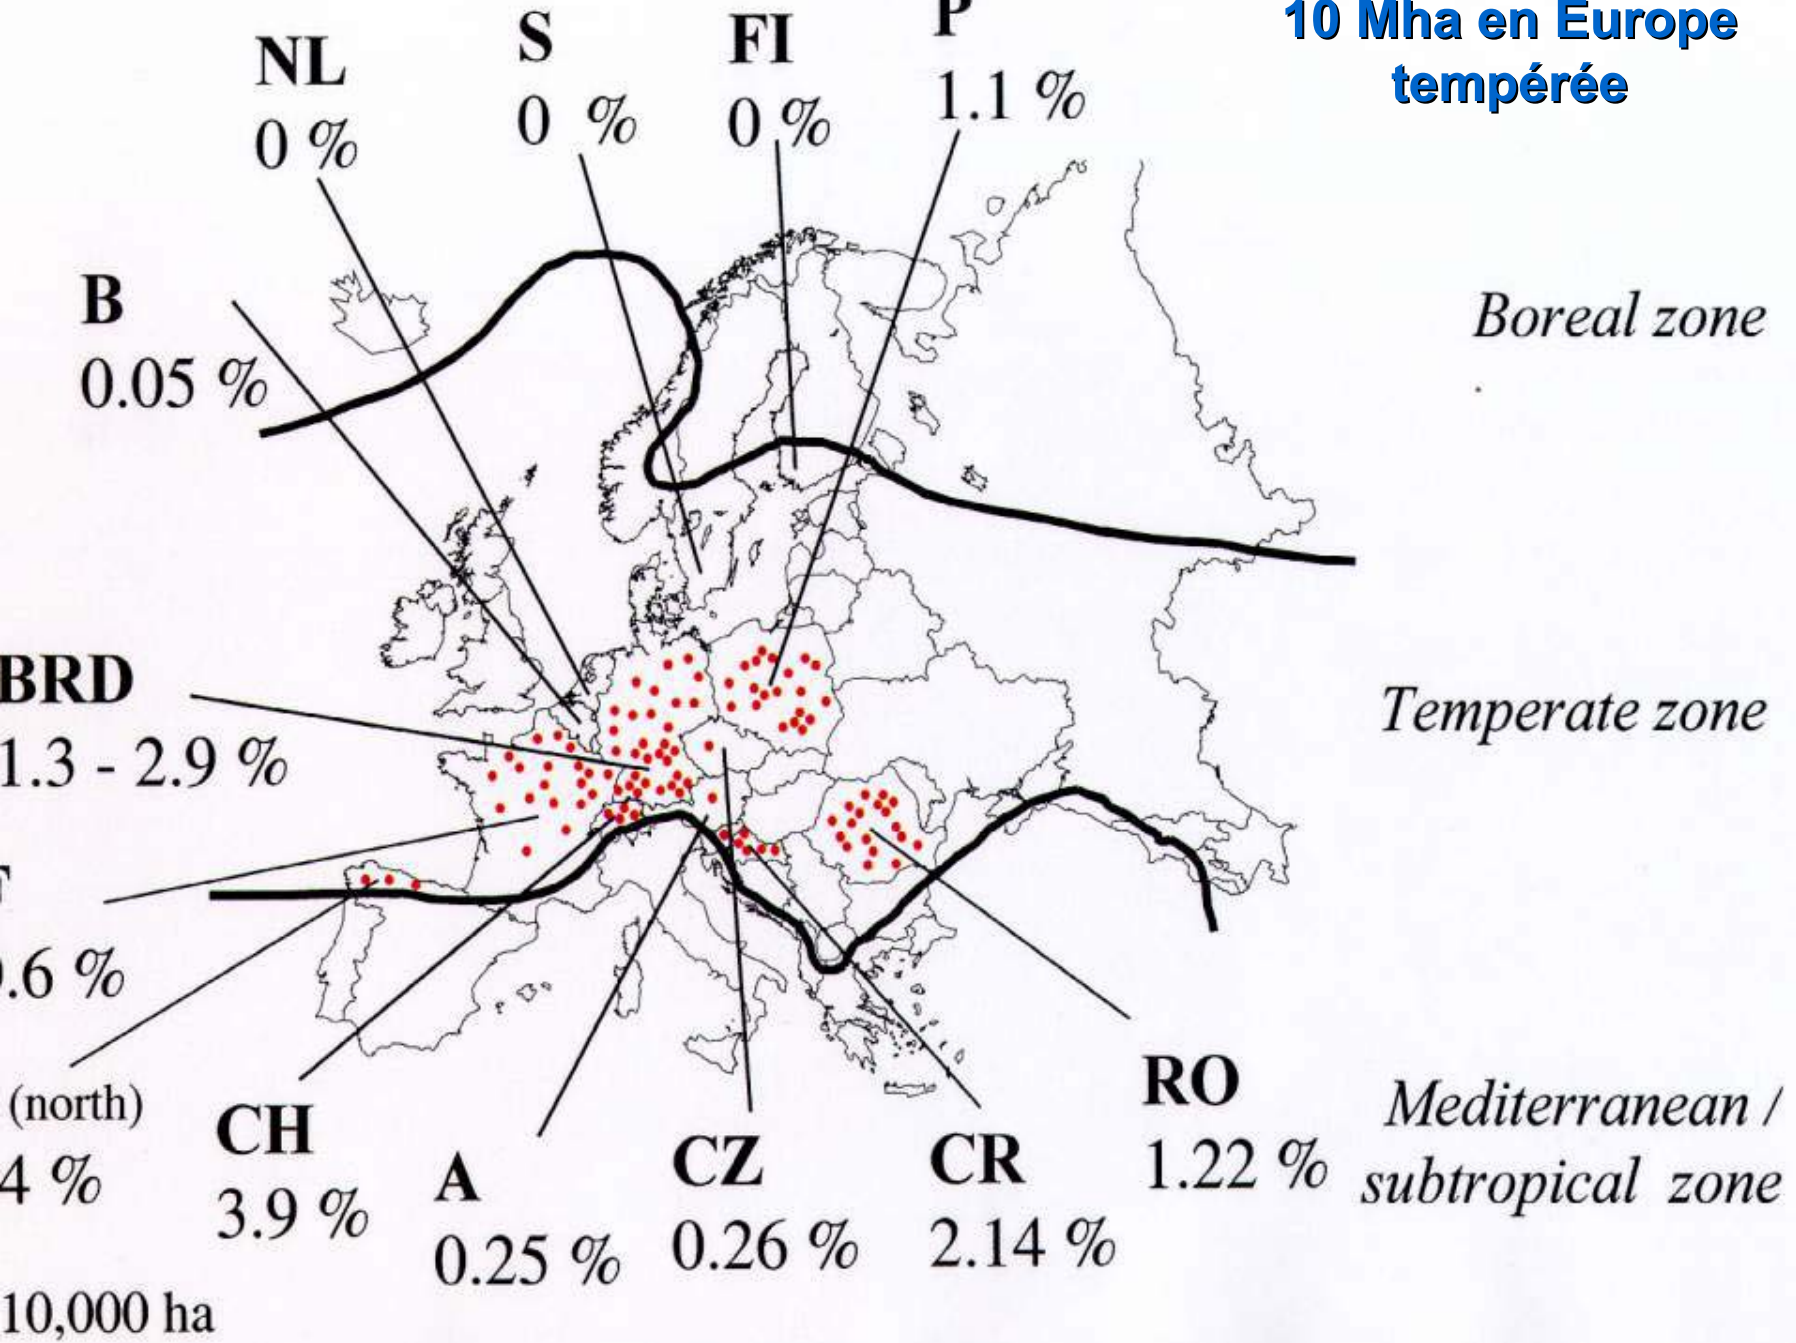 10 Mha en Europe
tempérée
NL
0 %
S
0 %
FI
0 %
P
1.1 %
B
0.05 %
Boreal zone
BRD
1.3 - 2.9 %
Temperate zone
.6 %
(north)
4 %
CH
3.9 %
A
0.25 %
CZ
0.26 %
CR
2.14 %
RO
1.22 %
Mediterranean /
subtropical zone
10,000 ha